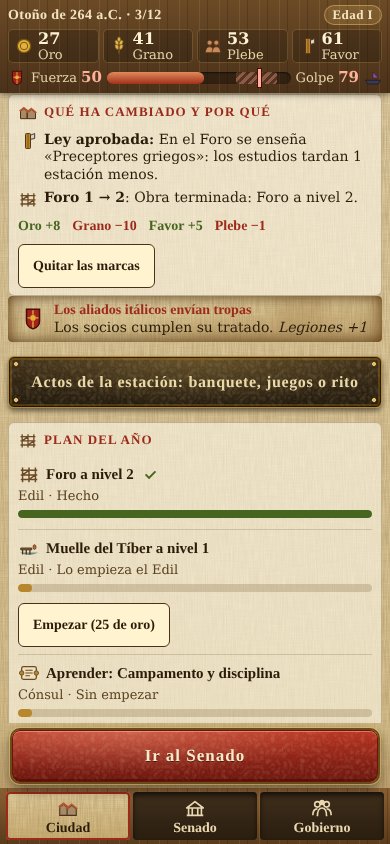 Otoño de 264 a.C. · 3/12
Edad I
27
Oro
41
Grano
53
Plebe
61
Favor
Fuerza 50
Golpe 79
QUÉ HA CAMBIADO Y POR QUÉ
Ley aprobada: En el Foro se enseña
«Preceptores griegos»: los estudios tardan 1
estación menos.
Foro 1 → 2: Obra terminada: Foro a nivel 2.
Oro +8 Grano −10 Favor +5 Plebe −1
Quitar las marcas
Los aliados itálicos envían tropas
Los socios cumplen su tratado. Legiones +1
Actos de la estación: banquete, juegos o rito
PLAN DEL AÑO
Foro a nivel 2
Edil · Hecho
Muelle del Tíber a nivel 1
Edil · Lo empieza el Edil
Empezar (25 de oro)
Aprender: Campamento y disciplina
Cónsul · Sin empezar
Ir al Senado
Ciudad
Senado
Gobierno